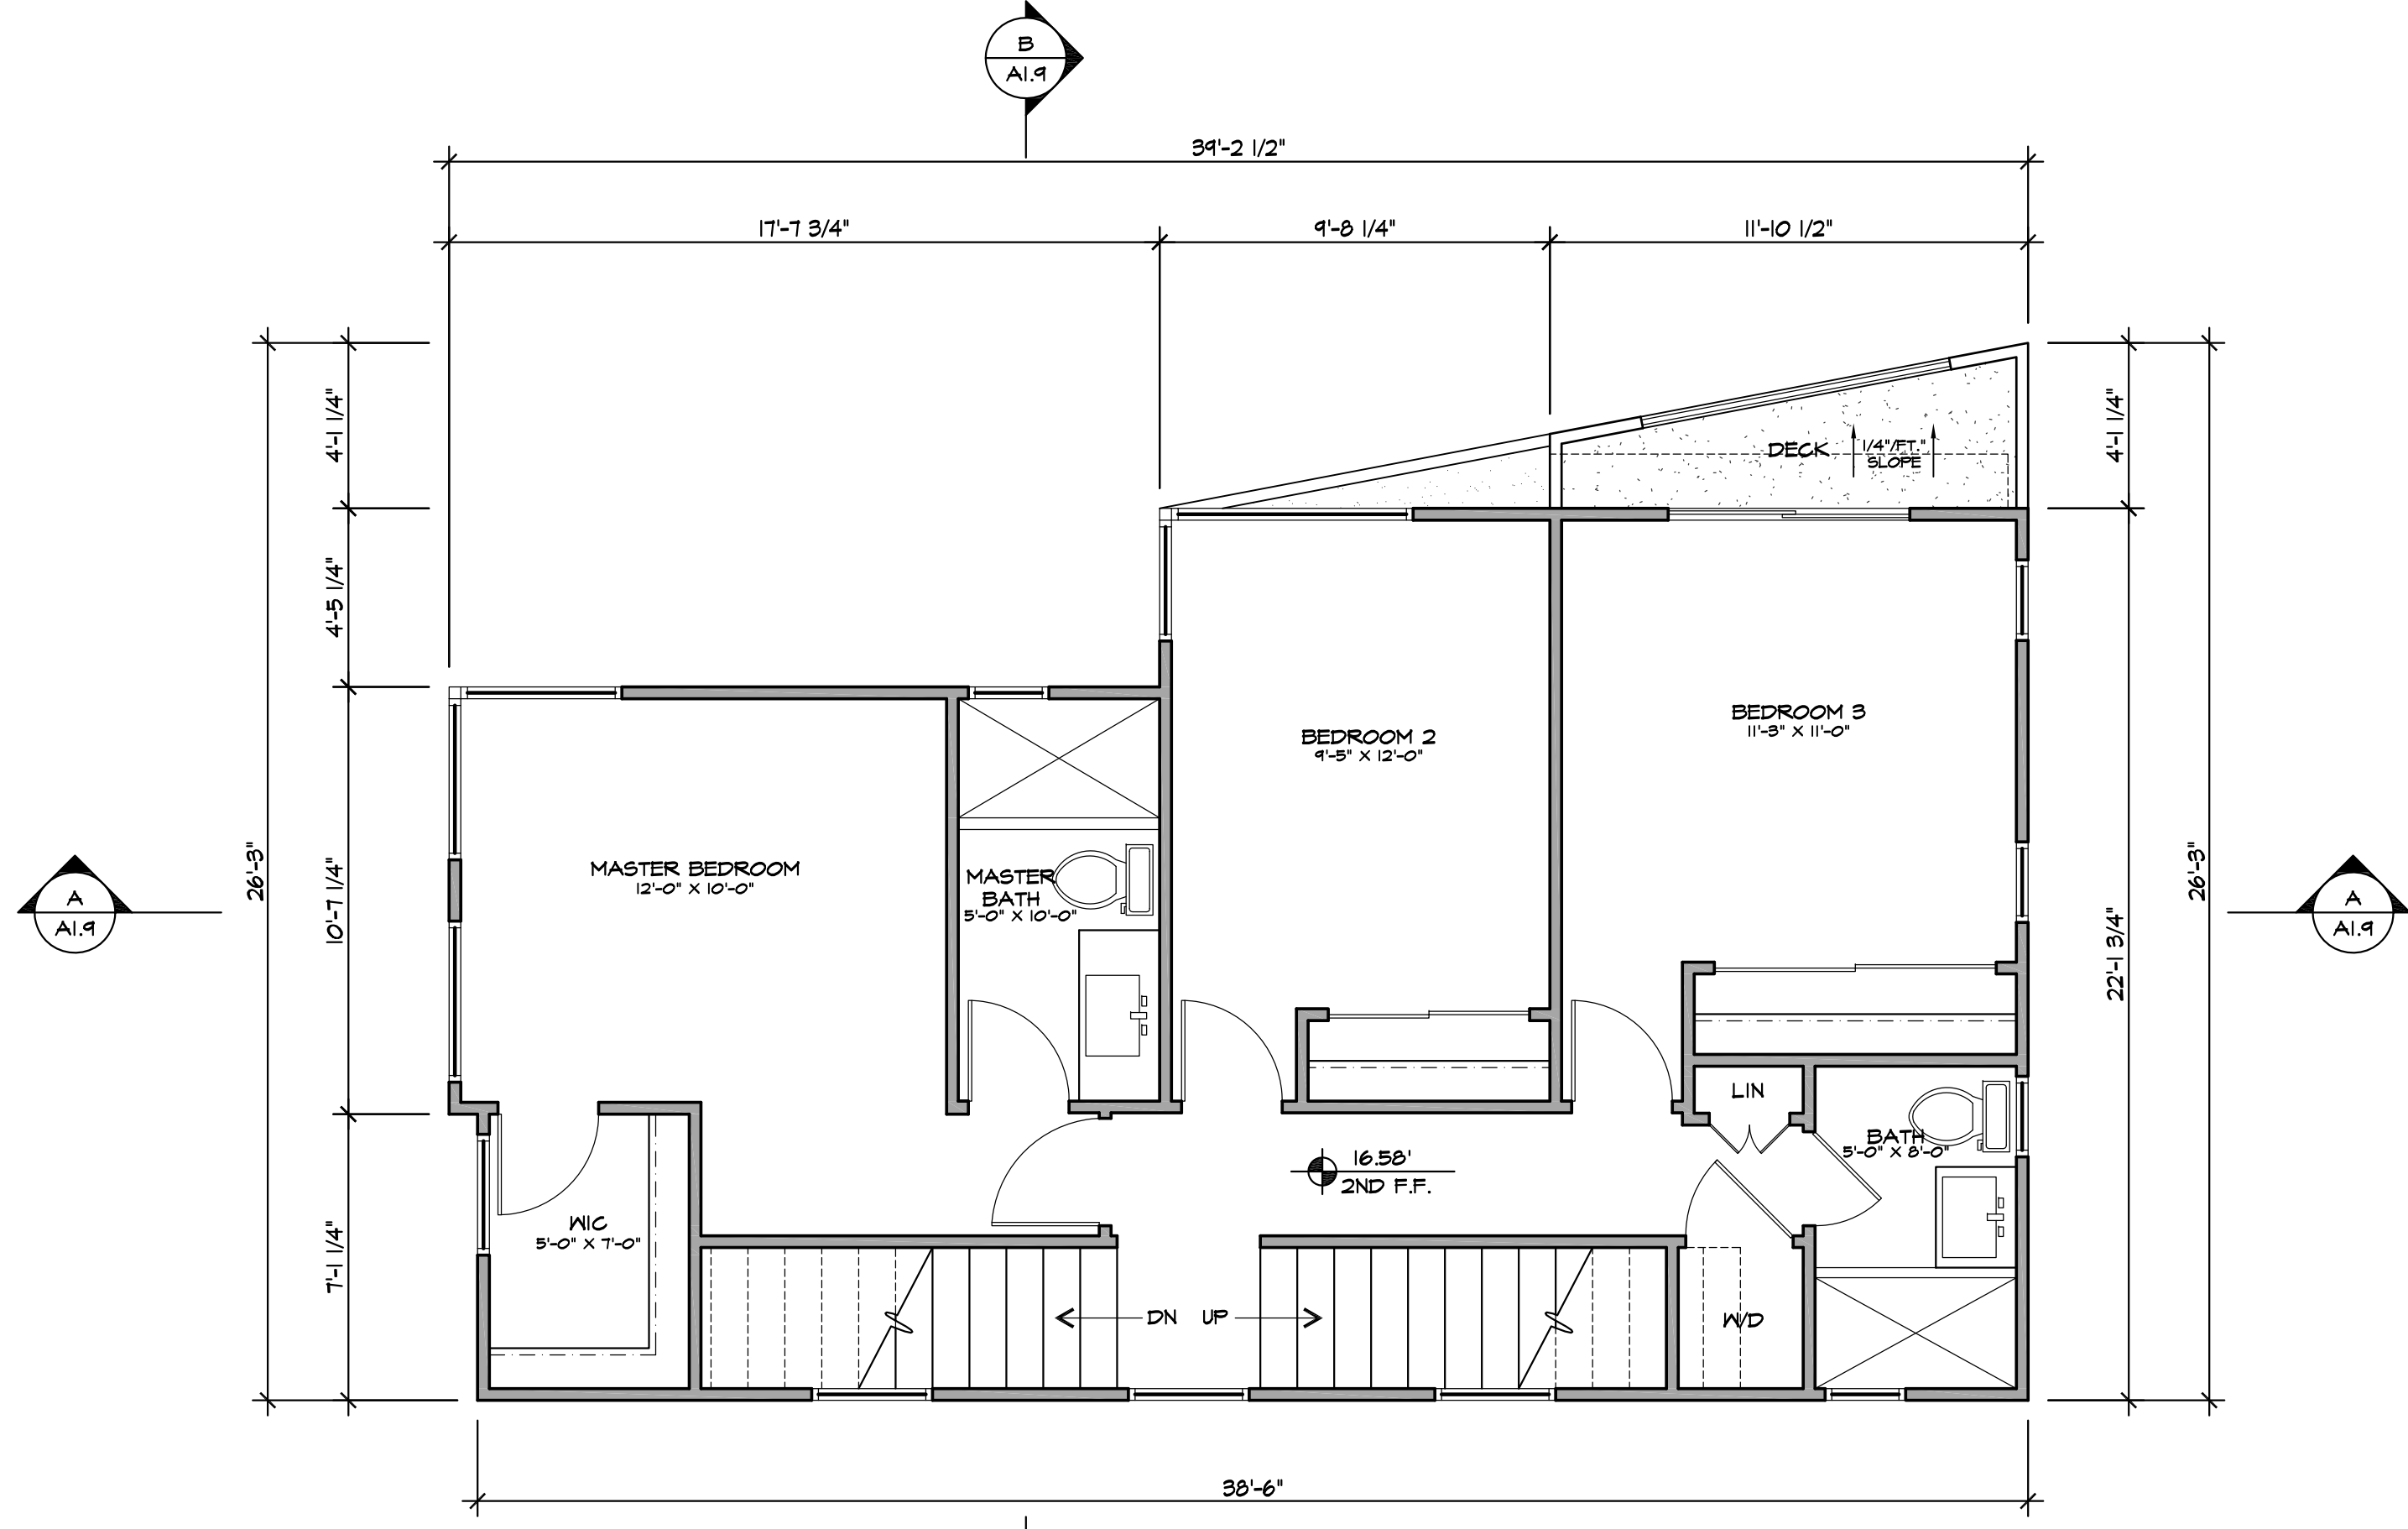 B
A1.9
39'-2 1/2"
17'-7 3/4"
9'-8 1/4"
11'-10 1/2"
4'-1 1/4"
4'-1 1/4"
DECK
1/4"/FT."
SLOPE
4'-5 1/4"
BEDROOM 3
11'-3" X 11'-0"
BEDROOM 2
9'-5" X 12'-0"
26'-3"
10'-7 1/4"
MASTER BEDROOM
12'-0" X 10'-0"
MASTER
BATH
5'-0" X 10'-0"
22'-1 3/4"
26'-3"
A
A1.9
A
A1.9
LIN
BATH
5'-0" X 8'-0"
16.58'
2ND F.F.
WIC
5'-0" X 7'-0"
7'-1 1/4"
DN
UP
W/D
38'-6"